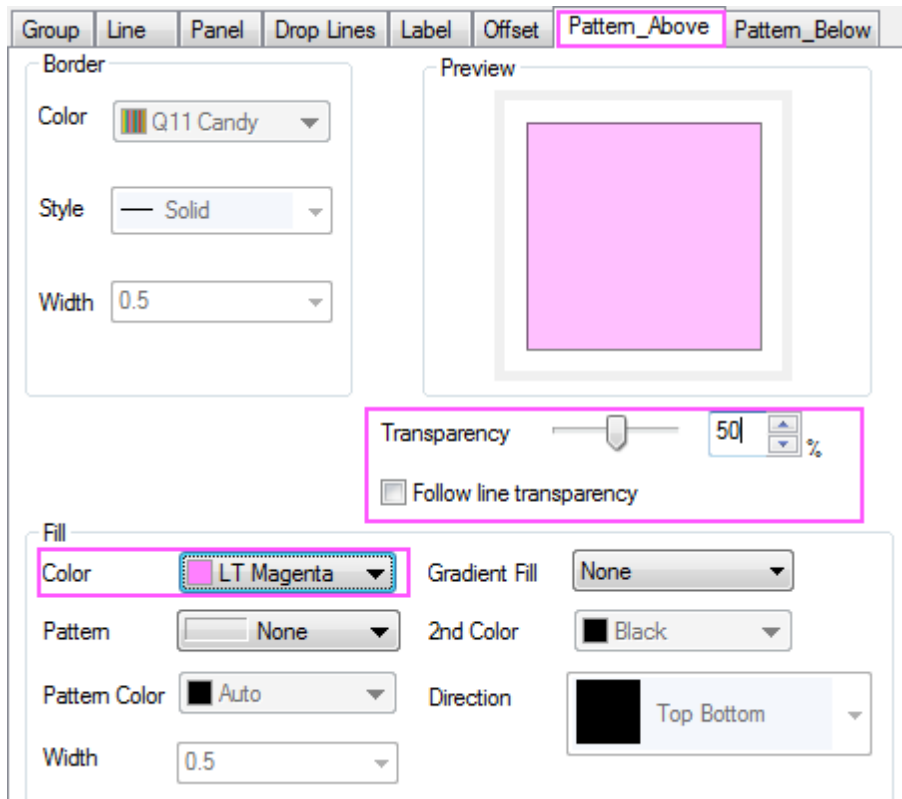 Group Line Panel Drop Lines Label Offset Pattern_Above Pattern_Below
Border
Preview
Color Q11 Candy
Style Solid
Width 0.5
Transparency 50 %
Follow line transparency
Fill
Color LT Magenta Gradient Fill None
Pattern None 2nd Color Black
Pattern Color Auto Direction Top Bottom
Width 0.5